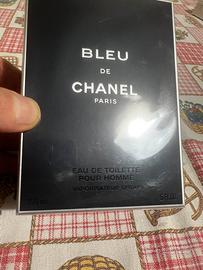 BLEU
DE
CHANEL
PARIS
EAU DE TOILETTE
POUR HOMME
VAPORISATEUR SPRAY